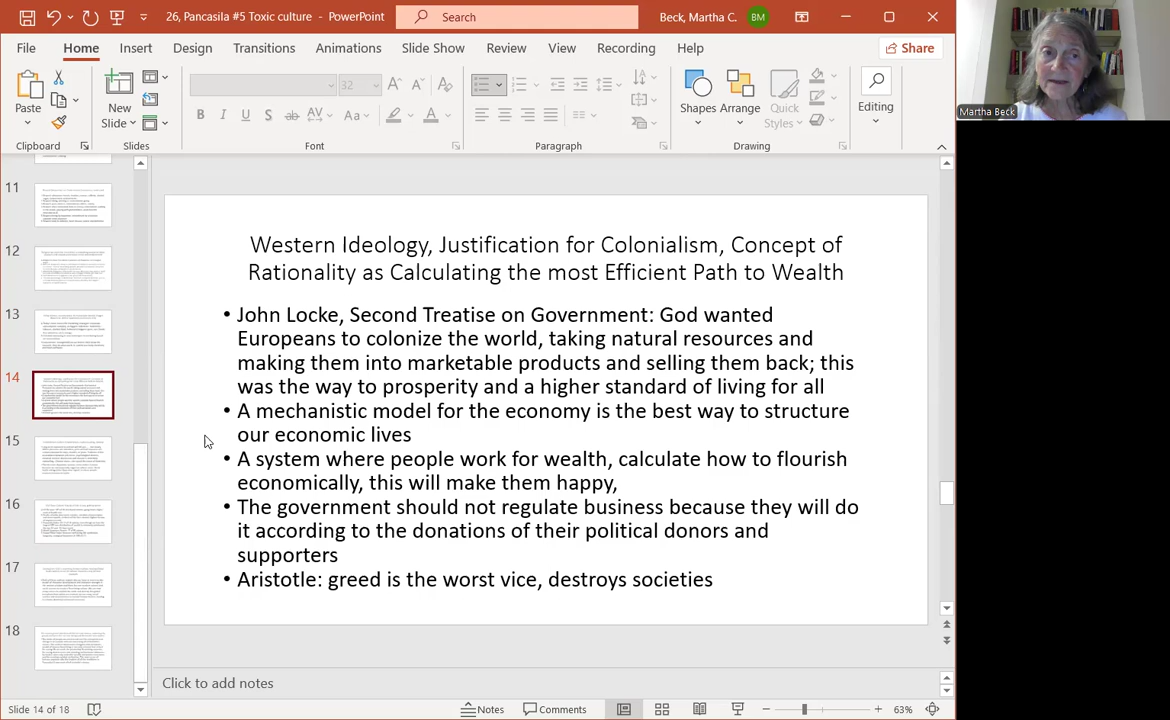 26, Pancasila #5 Toxic culture - PowerPoint
Search
Beck, Martha C.
BM
File
Home
Insert
Design
Transitions
Animations
Slide Show
Review
View
Recording
Help
Share
Paste
New
Slide
32
B I U S ab AV Aa A
Shapes
Arrange
Quick
Styles
Editing
Clipboard
Slides
Font
Paragraph
Drawing
Martha Beck
11
12
13
14
15
16
17
18
Western Ideology, Justification for Colonialism, Concept of
Rationality as Calculating the most Efficient Path to Wealth
• John Locke, Second Treatise on Government: God wanted
Europeans to colonize the world, taking natural resources and
making them into marketable products and selling them back; this
was the way to prosperity and a higher standard of living for all
• A mechanistic model for the economy is the best way to structure
our economic lives
• A system where people work for wealth, calculate how to flourish
economically, this will make them happy,
• The government should not regulate business because they will do
it according to the donations of their political donors and
supporters
• Aristotle: greed is the worst vice, destroys societies
Click to add notes
Slide 14 of 18
Notes
Comments
63%